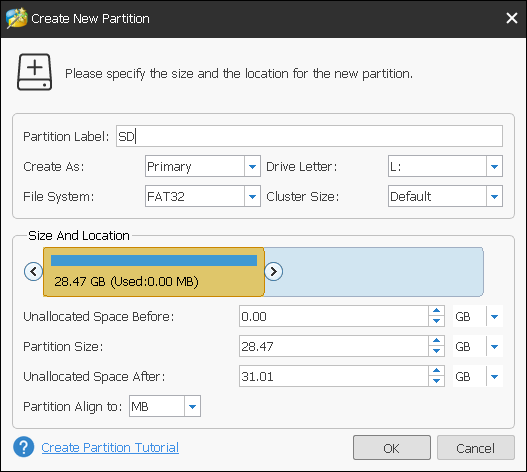 Create New Partition
Please specify the size and the location for the new partition.
Partition Label: SD
Create As: Primary Drive Letter: L:
File System: FAT32 Cluster Size: Default
Size And Location
28.47 GB (Used:0.00 MB)
Unallocated Space Before: 0.00 GB
Partition Size: 28.47 GB
Unallocated Space After: 31.01 GB
Partition Align to: MB
? Create Partition Tutorial OK Cancel